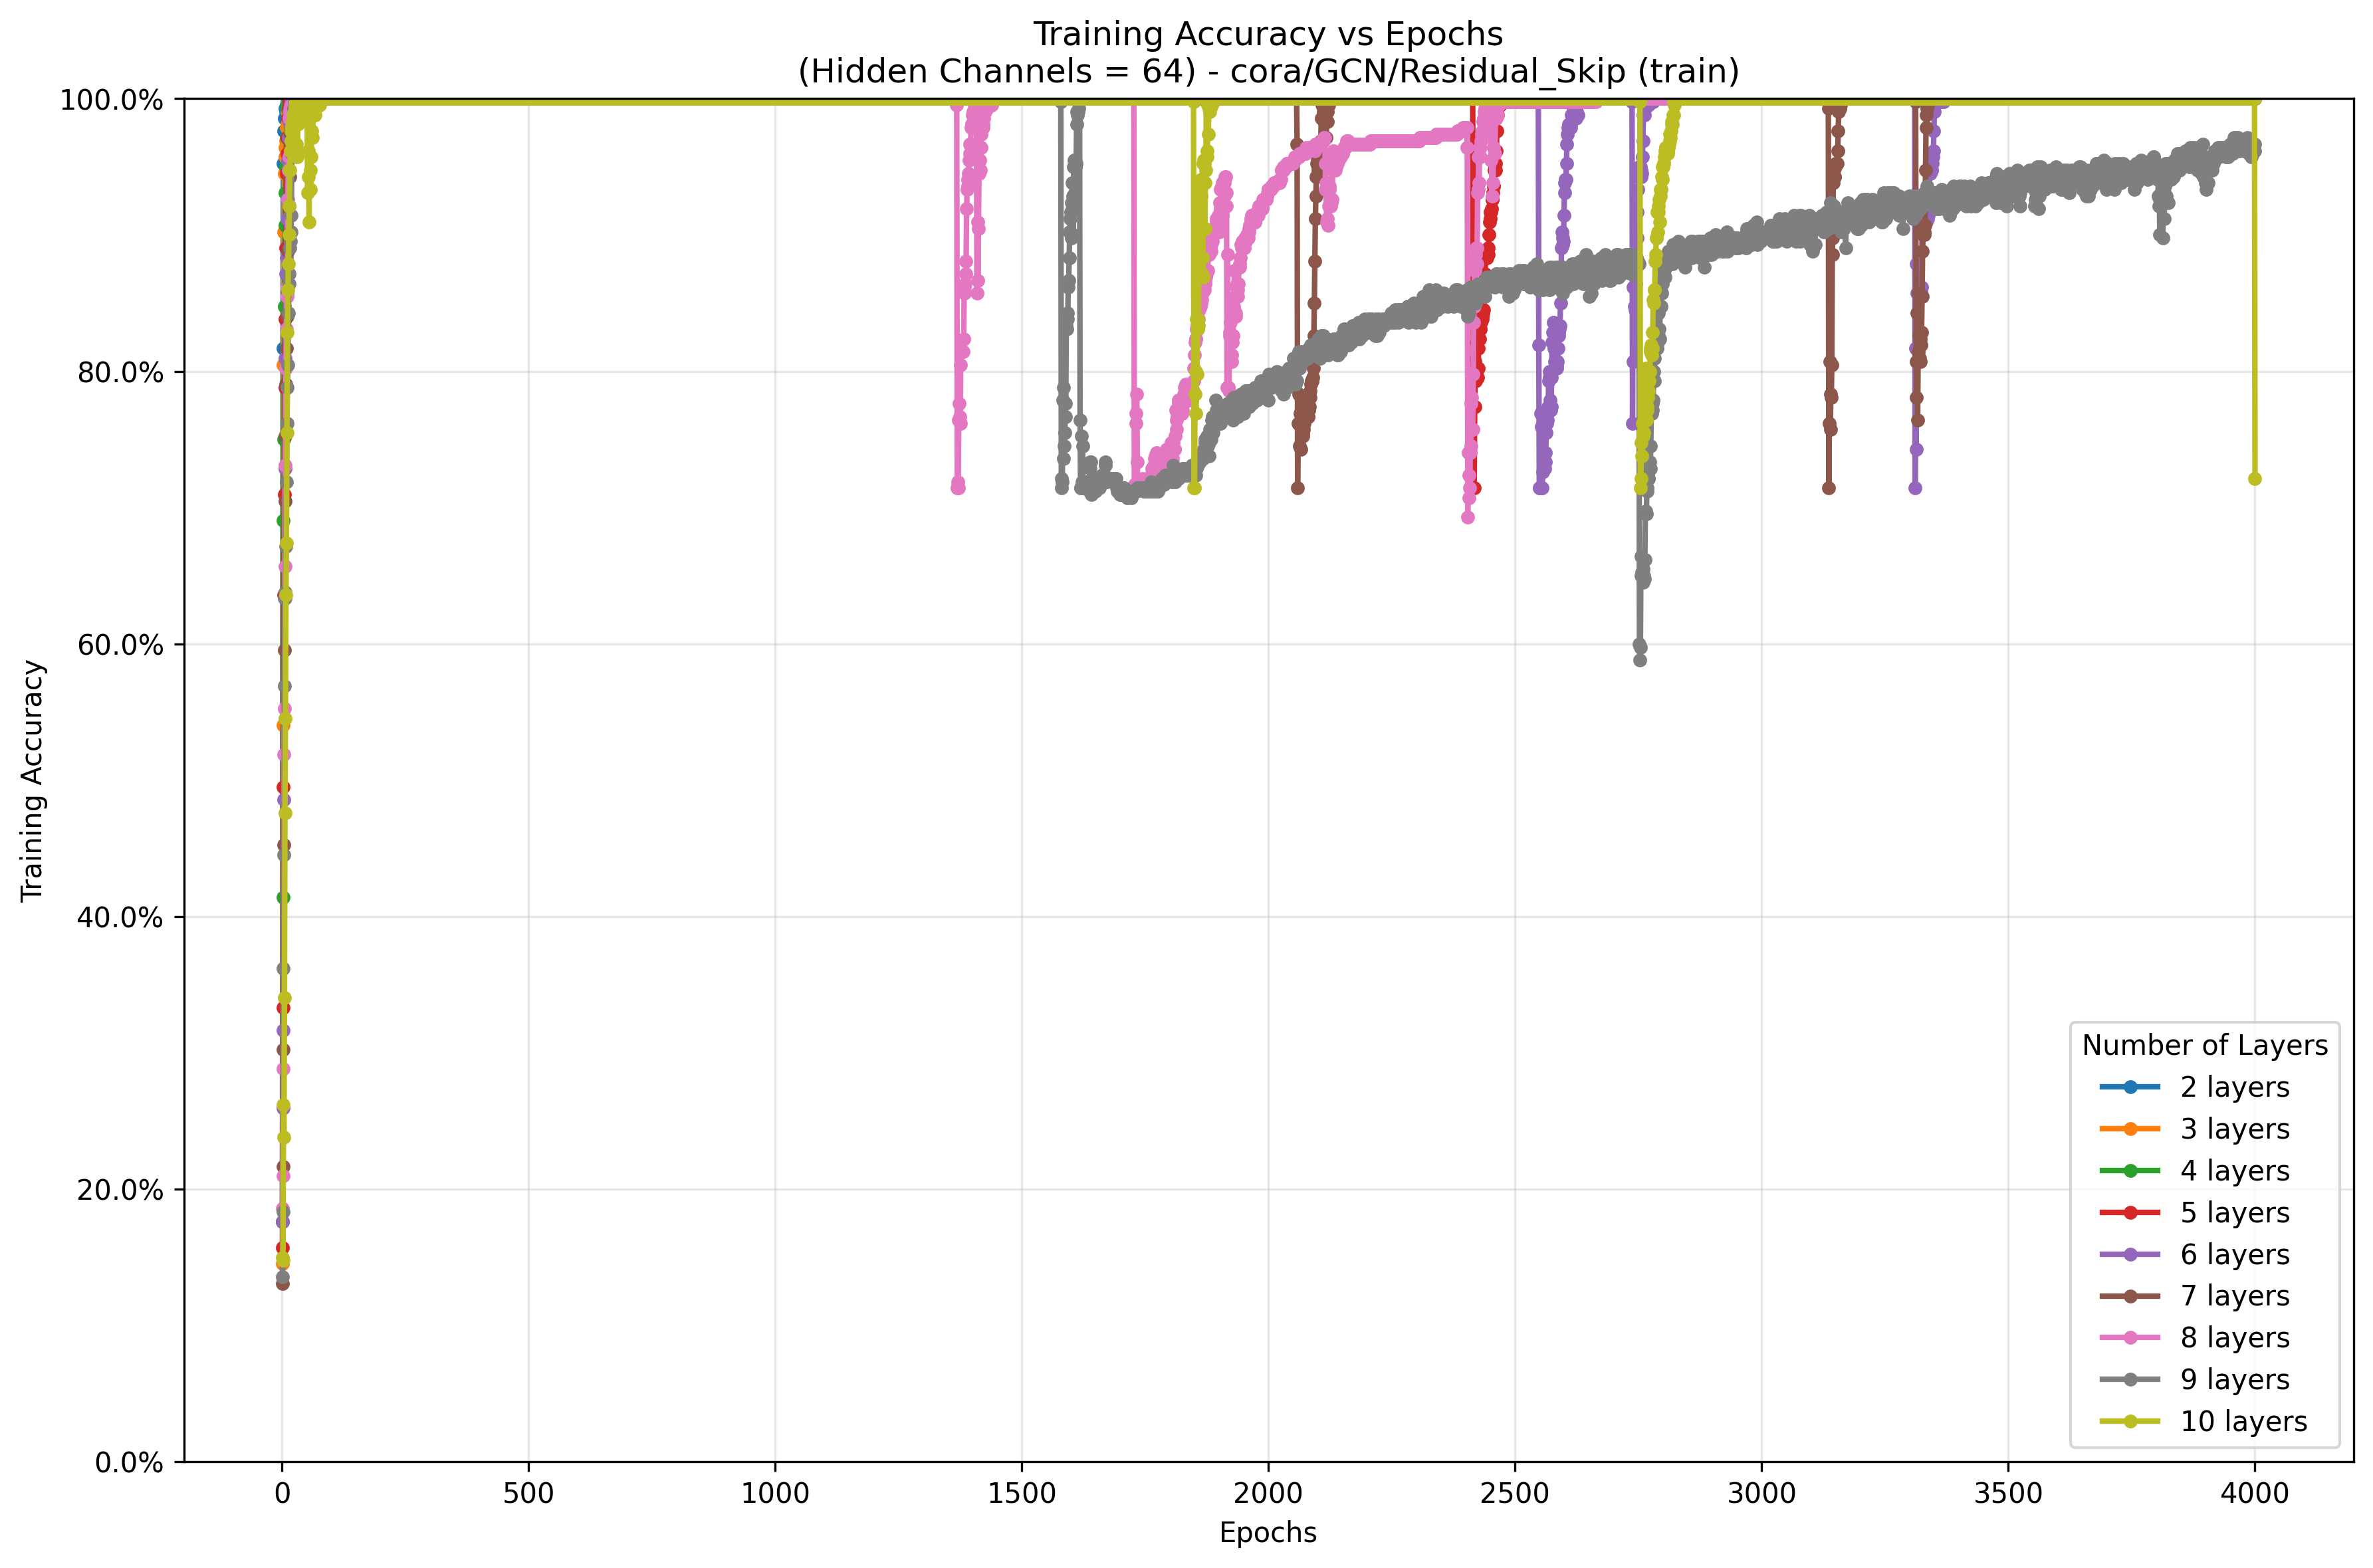 Training Accuracy vs Epochs
(Hidden Channels = 64) - cora/GCN/Residual_Skip (train)
100.0%
80.0%
60.0%
40.0%
20.0%
0.0%
Training Accuracy
0 500 1000 1500 2000 2500 3000 3500 4000
Epochs
Number of Layers
2 layers
3 layers
4 layers
5 layers
6 layers
7 layers
8 layers
9 layers
10 layers